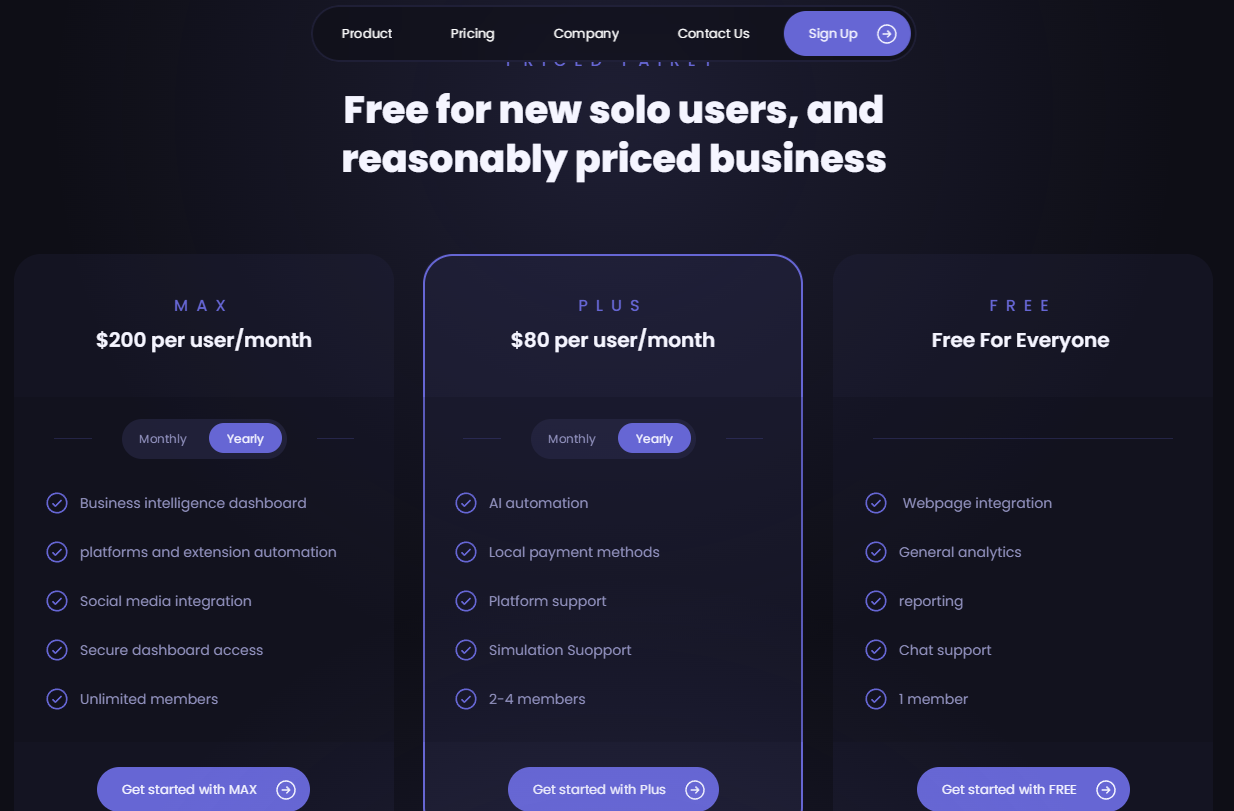 Product
Pricing
Company
Contact Us
Sign Up
PRICED FAIRLY
Free for new solo users, and
reasonably priced business
MAX
$200 per user/month
Monthly
Yearly
Business intelligence dashboard
platforms and extension automation
Social media integration
Secure dashboard access
Unlimited members
Get started with MAX
PLUS
$80 per user/month
Monthly
Yearly
AI automation
Local payment methods
Platform support
Simulation Suopport
2-4 members
Get started with Plus
FREE
Free For Everyone
Webpage integration
General analytics
reporting
Chat support
1 member
Get started with FREE